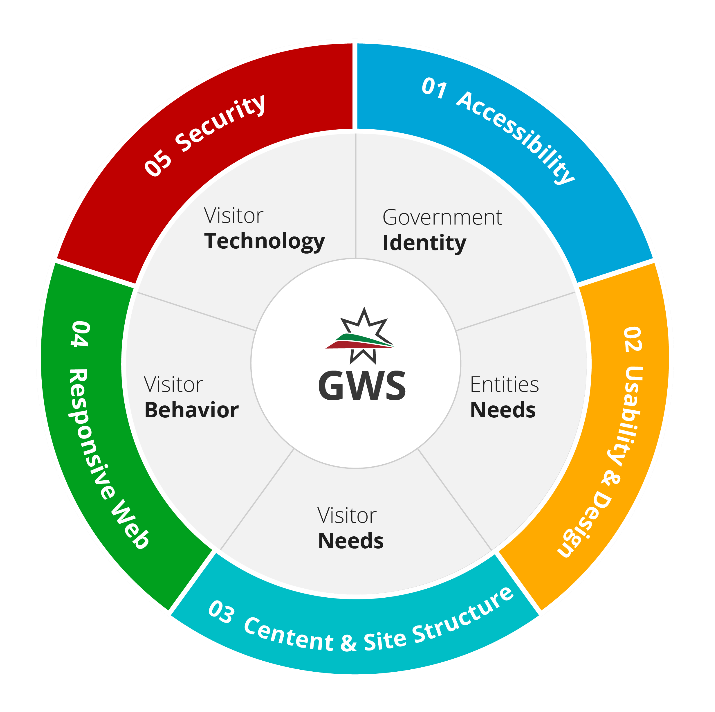 01 Accessibility
02 Usability & Design
03 Centent & Site Structure
04 Responsive Web
05 Security
Government
Identity
Entities
Needs
Visitor
Needs
Visitor
Behavior
Visitor
Technology
GWS